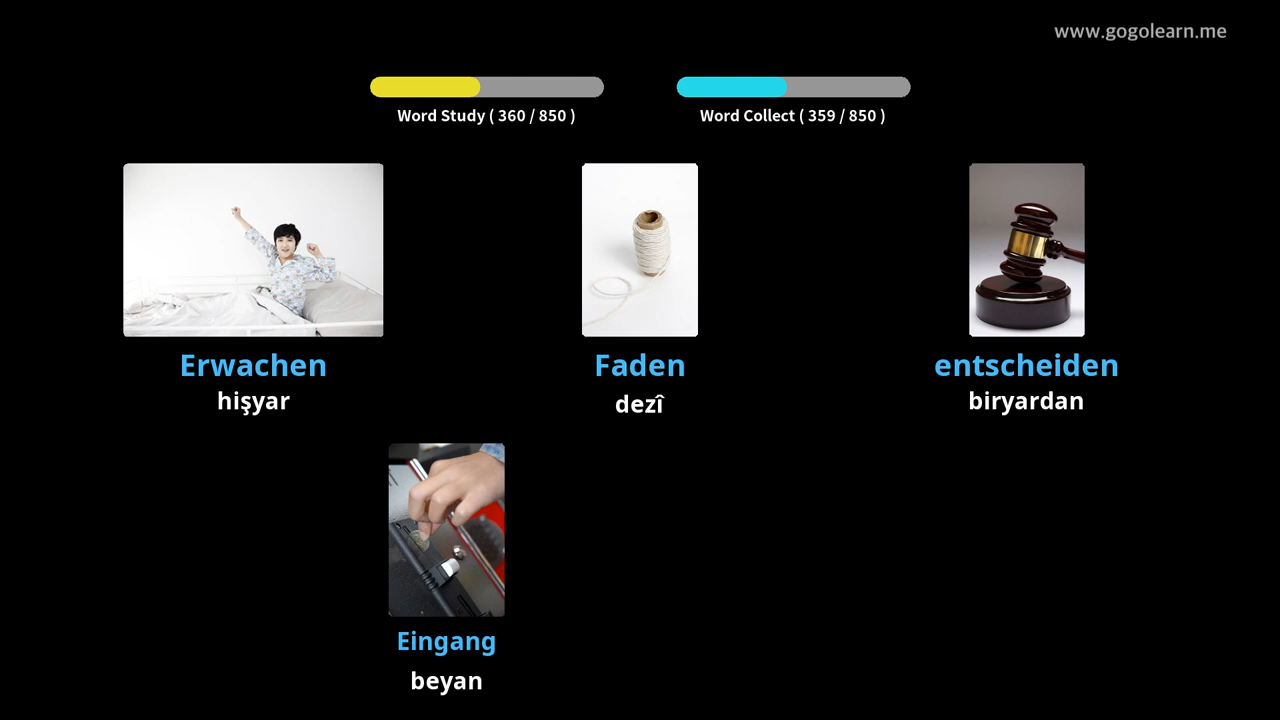 www.gogolearn.me
Word Study ( 360 / 850 )
Word Collect ( 359 / 850 )
Erwachen
hişyar
Faden
dezî
entscheiden
biryardan
Eingang
beyan